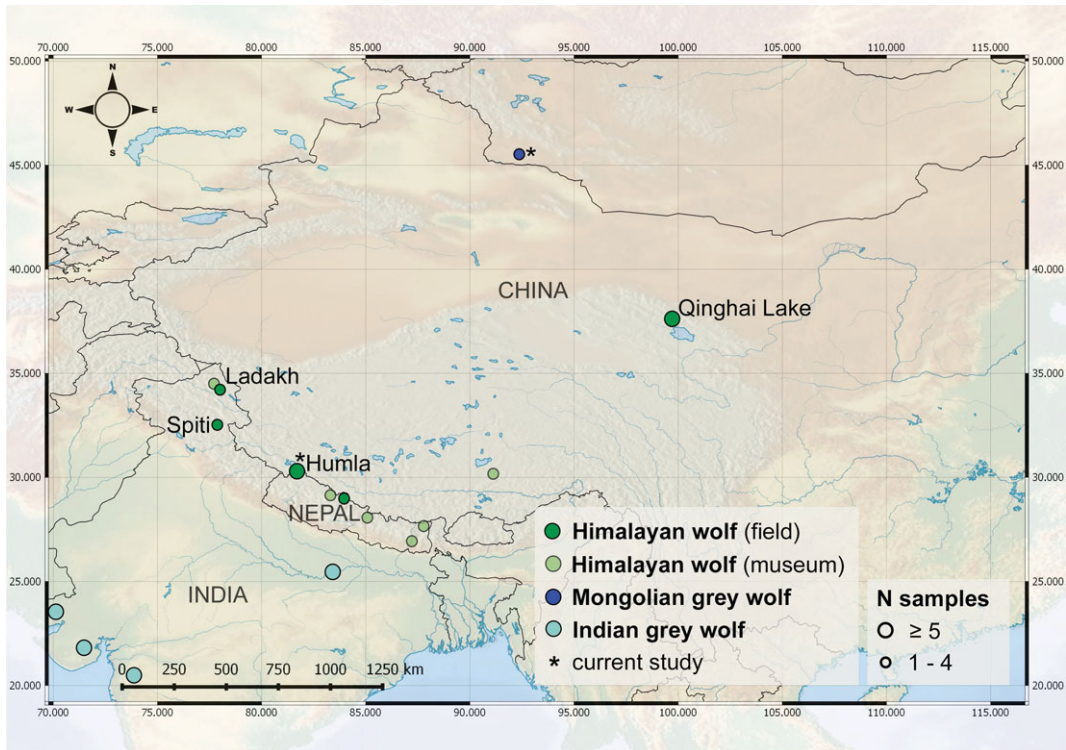 70.000 75.000 80.000 85.000 90.000 95.000 100.000 105.000 110.000 115.000
50.000 50.000
N
W E
S
*
45.000 45.000
40.000 40.000
CHINA
Qinghai Lake
35.000 35.000
Ladakh
Spiti
*
Humla
30.000 30.000
NEPAL
Himalayan wolf (field)
Himalayan wolf (museum)
25.000 25.000
INDIA
Mongolian grey wolf
N samples
Indian grey wolf
≥ 5
* current study
1 - 4
0 250 500 750 1000 1250 km
20.000 20.000
70.000 75.000 80.000 85.000 90.000 95.000 100.000 105.000 110.000 115.000